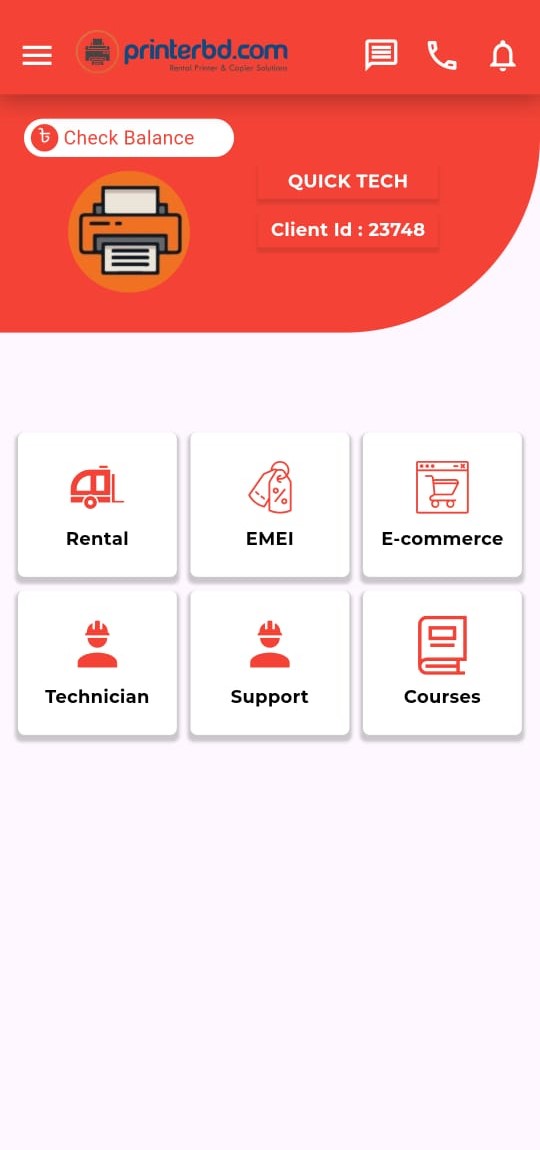 printerbd.com
Rental Printer & Copier Solutions
৳ Check Balance
QUICK TECH
Client Id : 23748
Rental
EMEI
E-commerce
Technician
Support
Courses